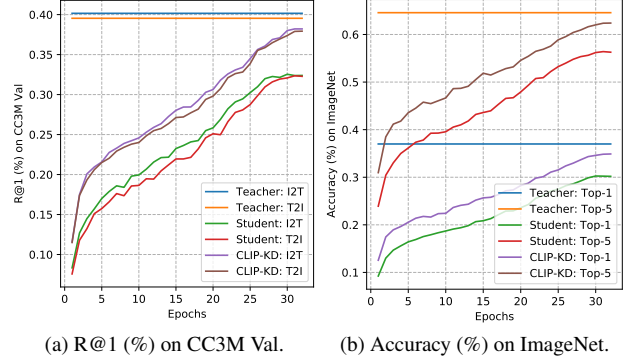 R@1 (%) on CC3M Val
0.40
0.35
0.30
0.25
0.20
0.15
0.10
0
5
10
15
20
25
30
Epochs
Teacher: I2T
Teacher: T2I
Student: I2T
Student: T2I
CLIP-KD: I2T
CLIP-KD: T2I
(a) R@1 (%) on CC3M Val.
Accuracy (%) on ImageNet
0.6
0.5
0.4
0.3
0.2
0.1
0
5
10
15
20
25
30
Epochs
Teacher: Top-1
Teacher: Top-5
Student: Top-1
Student: Top-5
CLIP-KD: Top-1
CLIP-KD: Top-5
(b) Accuracy (%) on ImageNet.